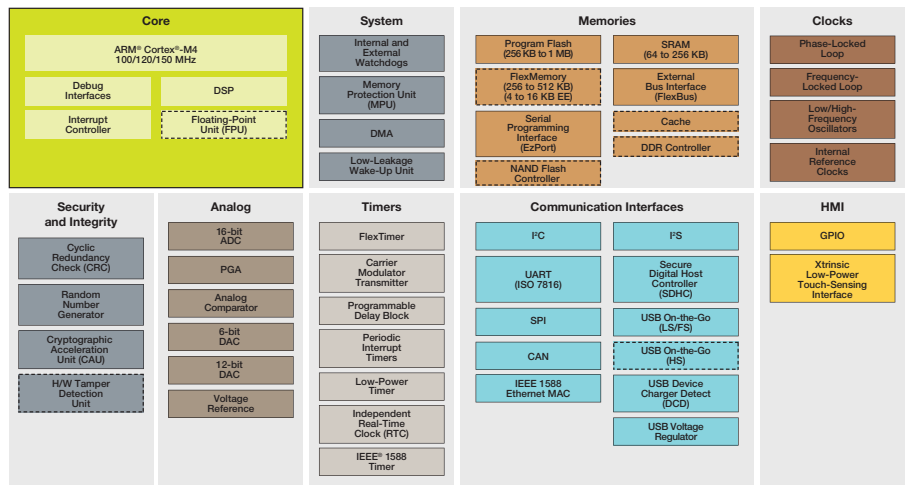 Core
ARM® Cortex®-M4
100/120/150 MHz
Debug
Interfaces
DSP
Interrupt
Controller
Floating-Point
Unit (FPU)
System
Internal and
External
Watchdogs
Memory
Protection Unit
(MPU)
DMA
Low-Leakage
Wake-Up Unit
Memories
Program Flash
(256 KB to 1 MB)
SRAM
(64 to 256 KB)
FlexMemory
(256 to 512 KB)
(4 to 16 KB EE)
External
Bus Interface
(FlexBus)
Serial
Programming
Interface
(EzPort)
Cache
DDR Controller
NAND Flash
Controller
Clocks
Phase-Locked
Loop
Frequency-
Locked Loop
Low/High-
Frequency
Oscillators
Internal
Reference
Clocks
Security
and Integrity
Cyclic
Redundancy
Check (CRC)
Random
Number
Generator
Cryptographic
Acceleration
Unit (CAU)
H/W Tamper
Detection
Unit
Analog
16-bit
ADC
PGA
Analog
Comparator
6-bit
DAC
12-bit
DAC
Voltage
Reference
Timers
FlexTimer
Carrier
Modulator
Transmitter
Programmable
Delay Block
Periodic
Interrupt
Timers
Low-Power
Timer
Independent
Real-Time
Clock (RTC)
IEEE® 1588
Timer
Communication Interfaces
I²C
I²S
UART
(ISO 7816)
Secure
Digital Host
Controller
(SDHC)
SPI
USB On-the-Go
(LS/FS)
CAN
USB On-the-Go
(HS)
IEEE 1588
Ethernet MAC
USB Device
Charger Detect
(DCD)
USB Voltage
Regulator
HMI
GPIO
Xtrinsic
Low-Power
Touch-Sensing
Interface